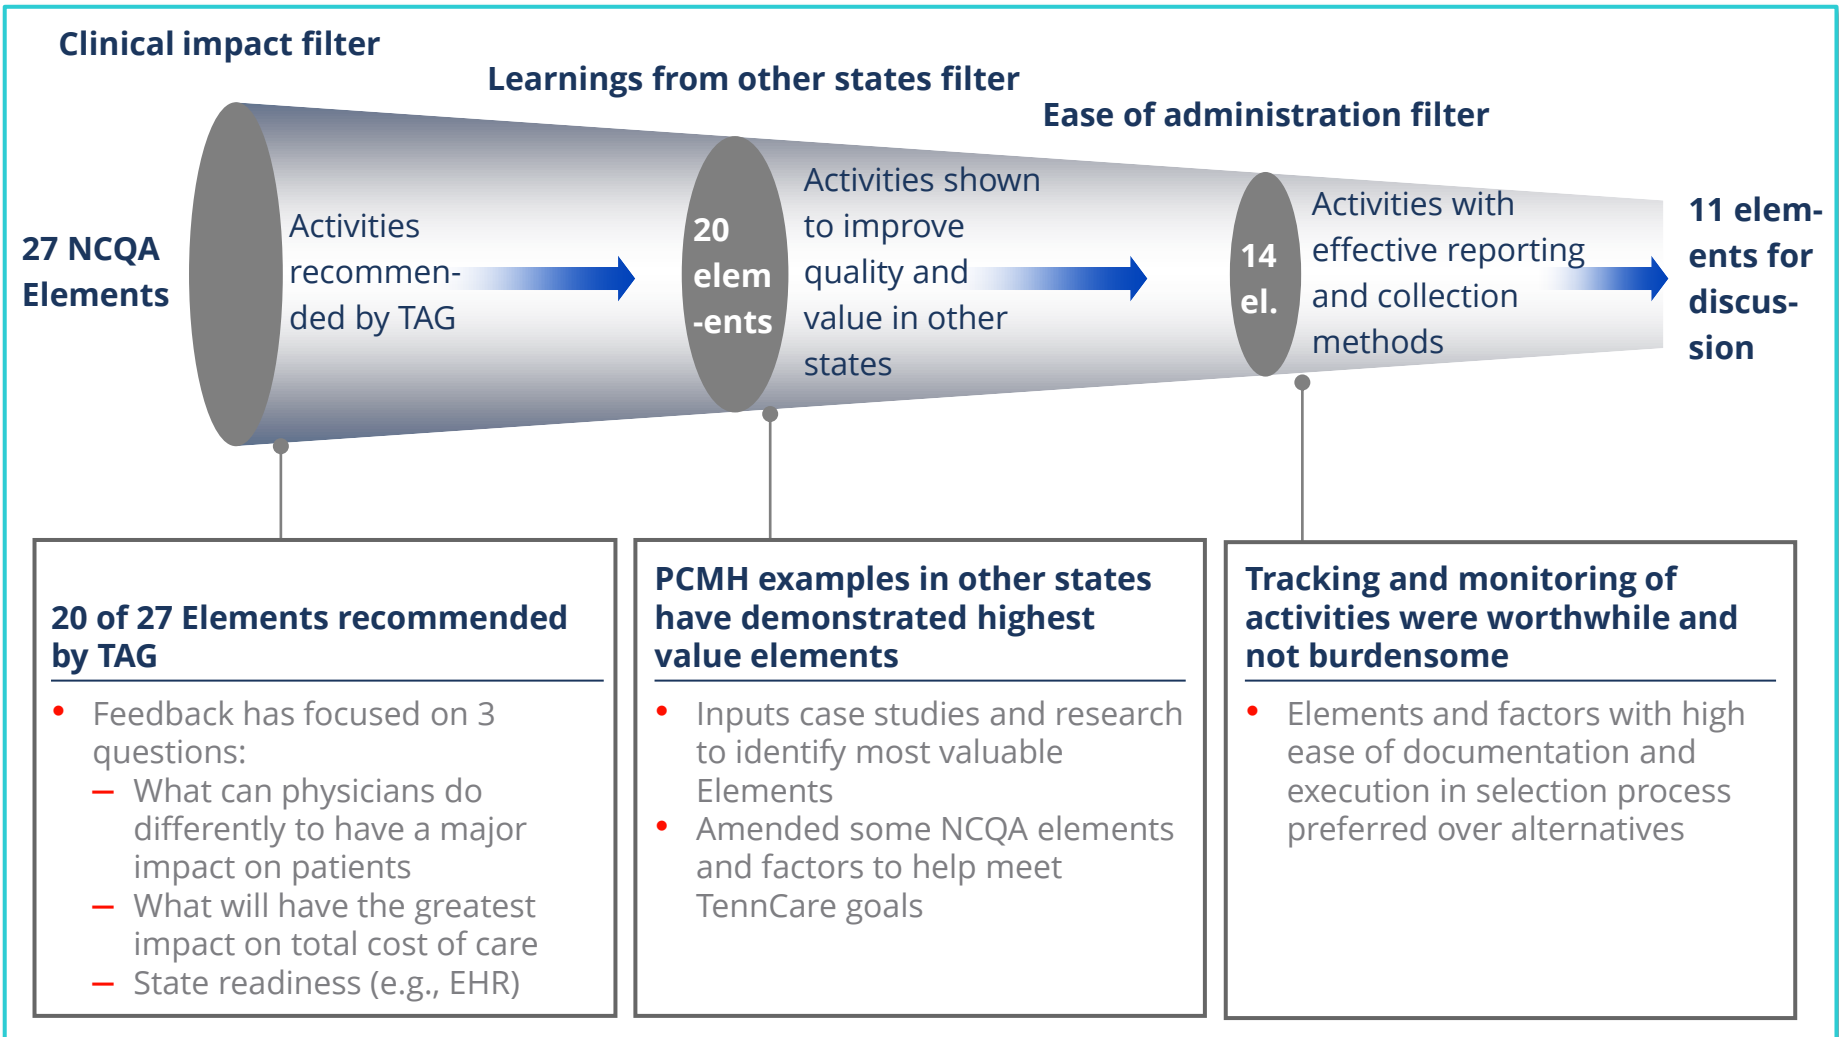 Clinical impact filter
Learnings from other states filter
Ease of administration filter
27 NCQA
Elements
Activities
recommen-
ded by TAG
20
elem
-ents
Activities shown
to improve
quality and
value in other
states
14
el.
Activities with
effective reporting
and collection
methods
11 elem-
ents for
discus-
sion
20 of 27 Elements recommended
by TAG
• Feedback has focused on 3
questions:
– What can physicians do
differently to have a major
impact on patients
– What will have the greatest
impact on total cost of care
– State readiness (e.g., EHR)
PCMH examples in other states
have demonstrated highest
value elements
• Inputs case studies and research
to identify most valuable
Elements
• Amended some NCQA elements
and factors to help meet
TennCare goals
Tracking and monitoring of
activities were worthwhile and
not burdensome
• Elements and factors with high
ease of documentation and
execution in selection process
preferred over alternatives